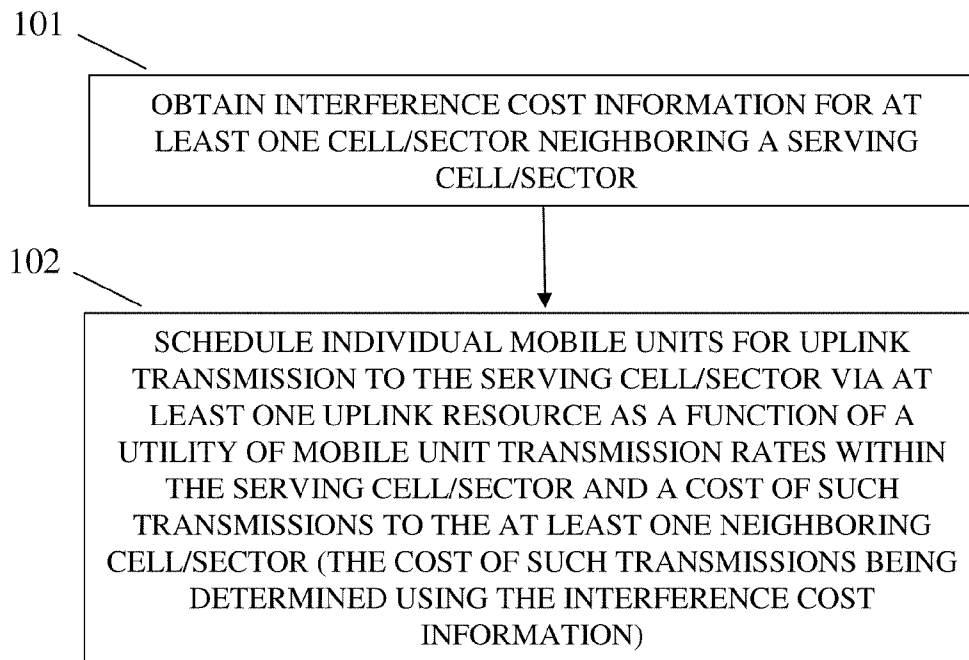 101
OBTAIN INTERFERENCE COST INFORMATION FOR AT
LEAST ONE CELL/SECTOR NEIGHBORING A SERVING
CELL/SECTOR
102
SCHEDULE INDIVIDUAL MOBILE UNITS FOR UPLINK
TRANSMISSION TO THE SERVING CELL/SECTOR VIA AT
LEAST ONE UPLINK RESOURCE AS A FUNCTION OF A
UTILITY OF MOBILE UNIT TRANSMISSION RATES WITHIN
THE SERVING CELL/SECTOR AND A COST OF SUCH
TRANSMISSIONS TO THE AT LEAST ONE NEIGHBORING
CELL/SECTOR (THE COST OF SUCH TRANSMISSIONS BEING
DETERMINED USING THE INTERFERENCE COST
INFORMATION)